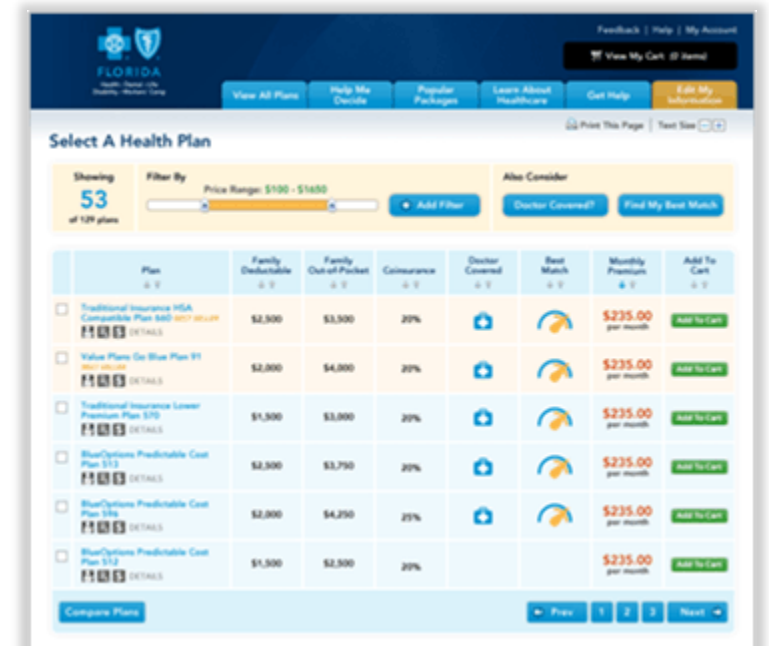 Feedback | Help | My Account
View My Cart (0 items)
FLORIDA
View All Plans
Help Me Decide
Popular Packages
Learn About Healthcare
Get Help
Edit My Information
Print This Page | Text Size
Select A Health Plan
Showing
53
of 129 plans
Filter By
Price Range: $100 - $1650
Add Filter
Also Consider
Doctor Covered?
Find My Best Match
Plan
Family Deductable
Family Out-of-Pocket
Coinsurance
Doctor Covered
Best Match
Monthly Premium
Add To Cart
Traditional Insurance HSA
Compatible Plan 660 BEST SELLER
DETAILS
$2,500 $3,500 20% $235.00 per month Add To Cart
Value Plans Go Blue Plan 91
BEST SELLER
DETAILS
$2,000 $4,000 20% $235.00 per month Add To Cart
Traditional Insurance Lower
Premium Plan 570
DETAILS
$1,500 $3,000 20% $235.00 per month Add To Cart
BlueOptions Predictable Cost
Plan 513
DETAILS
$2,500 $3,750 20% $235.00 per month Add To Cart
BlueOptions Predictable Cost
Plan 596
DETAILS
$2,000 $4,250 25% $235.00 per month Add To Cart
BlueOptions Predictable Cost
Plan 512
DETAILS
$1,500 $2,500 20% $235.00 per month Add To Cart
Compare Plans
Prev 1 2 3 Next